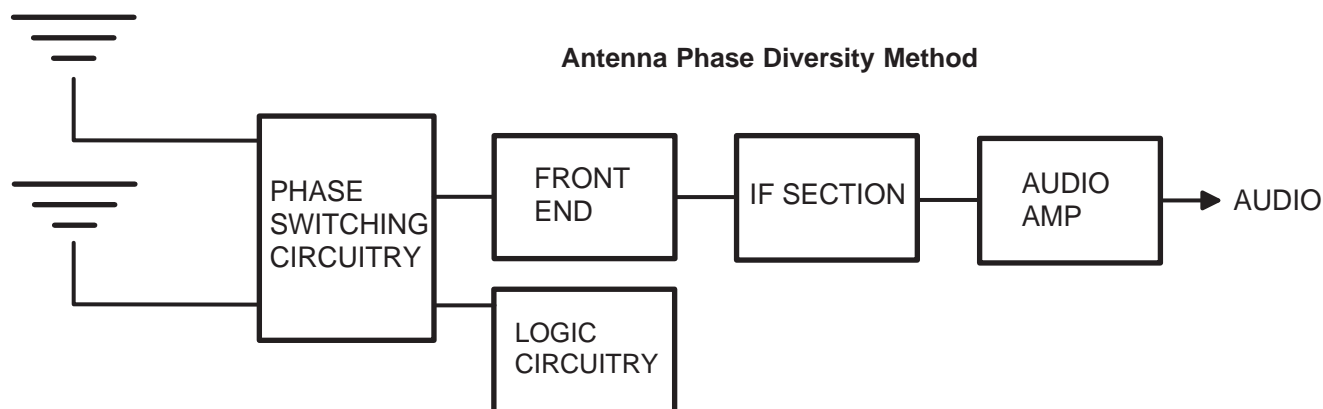 Antenna Phase Diversity Method
PHASE
SWITCHING
CIRCUITRY
FRONT
END
IF SECTION
AUDIO
AMP
AUDIO
LOGIC
CIRCUITRY